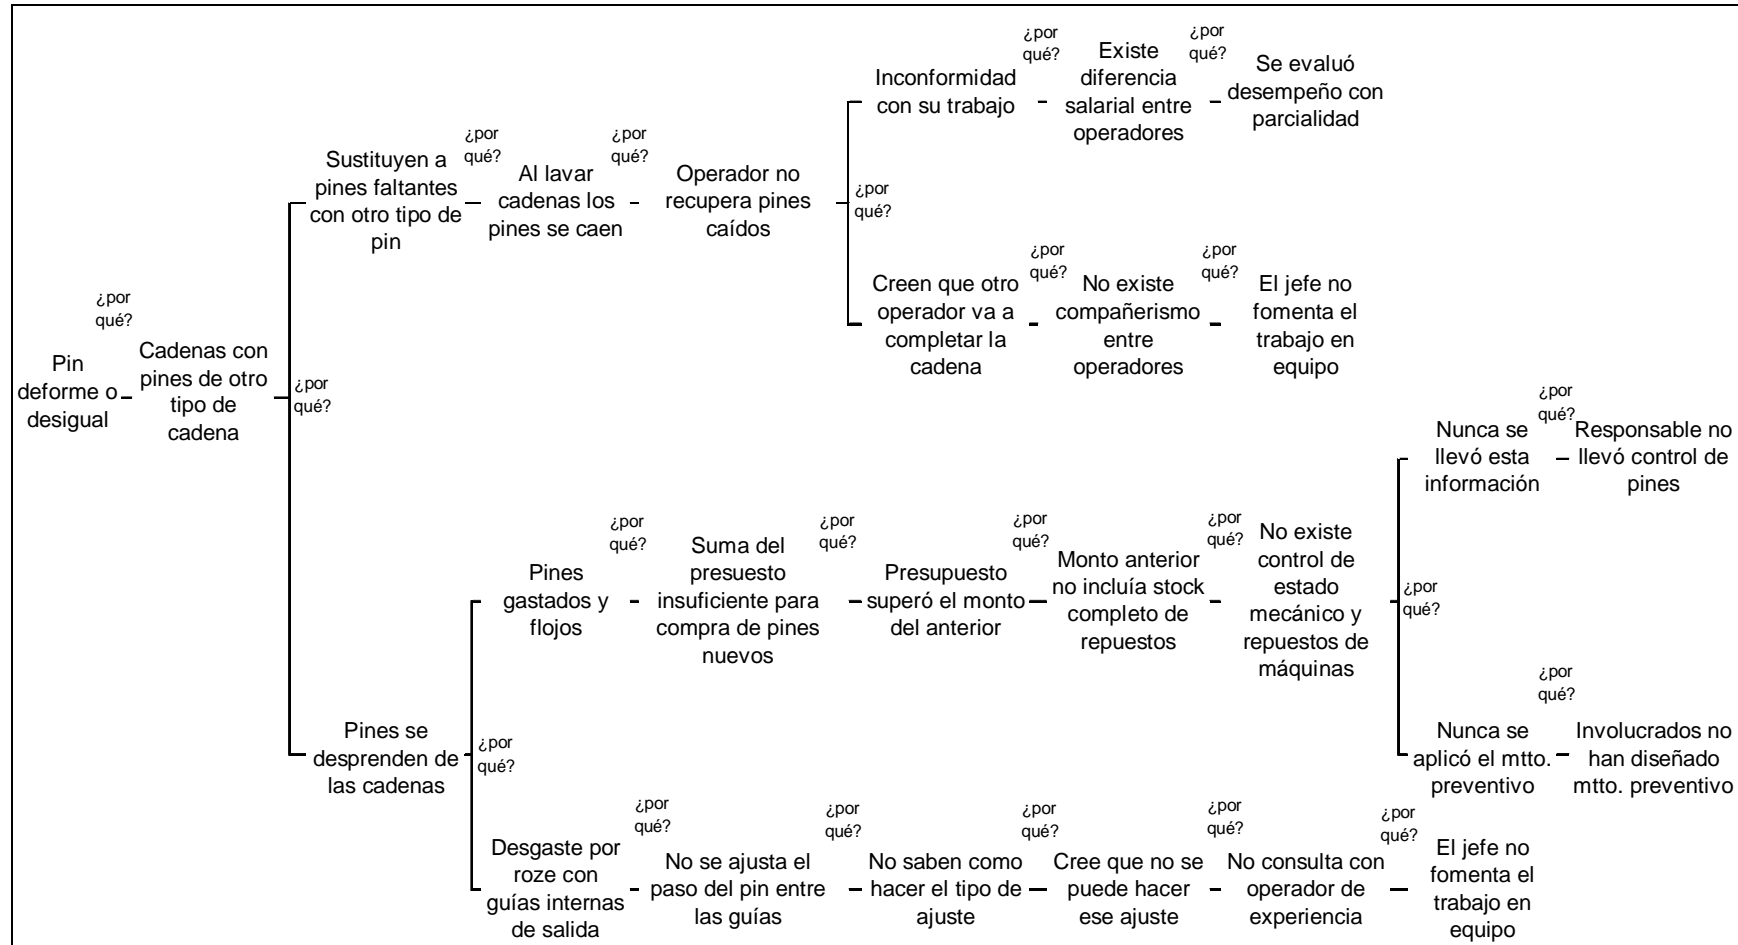 Pin
deforme o
desigual
¿por
qué?
Cadenas con
pines de otro
tipo de
cadena
¿por
qué?
Sustituyen a
pines faltantes
con otro tipo de
pin
¿por
qué?
Al lavar
cadenas los
pines se caen
¿por
qué?
Operador no
recupera pines
caídos
¿por
qué?
Inconformidad
con su trabajo
¿por
qué?
Existe
diferencia
salarial entre
operadores
¿por
qué?
Se evaluó
desempeño con
parcialidad
Creen que otro
operador va a
completar la
cadena
¿por
qué?
No existe
compañerismo
entre
operadores
¿por
qué?
El jefe no
fomenta el
trabajo en
equipo
Pines se
desprenden de
las cadenas
¿por
qué?
Pines
gastados y
flojos
¿por
qué?
Suma del
presuesto
insuficiente para
compra de pines
nuevos
¿por
qué?
Presupuesto
superó el monto
del anterior
¿por
qué?
Monto anterior
no incluía stock
completo de
repuestos
¿por
qué?
No existe
control de
estado
mecánico y
repuestos de
máquinas
¿por
qué?
Nunca se
llevó esta
información
¿por
qué?
Responsable no
llevó control de
pines
Nunca se
aplicó el mtto.
preventivo
¿por
qué?
Involucrados no
han diseñado
mtto. preventivo
Desgaste por
roze con
guías internas
de salida
¿por
qué?
No se ajusta el
paso del pin entre
las guías
¿por
qué?
No saben como
hacer el tipo de
ajuste
¿por
qué?
Cree que no se
puede hacer
ese ajuste
¿por
qué?
No consulta con
operador de
experiencia
¿por
qué?
El jefe no
fomenta el
trabajo en
equipo